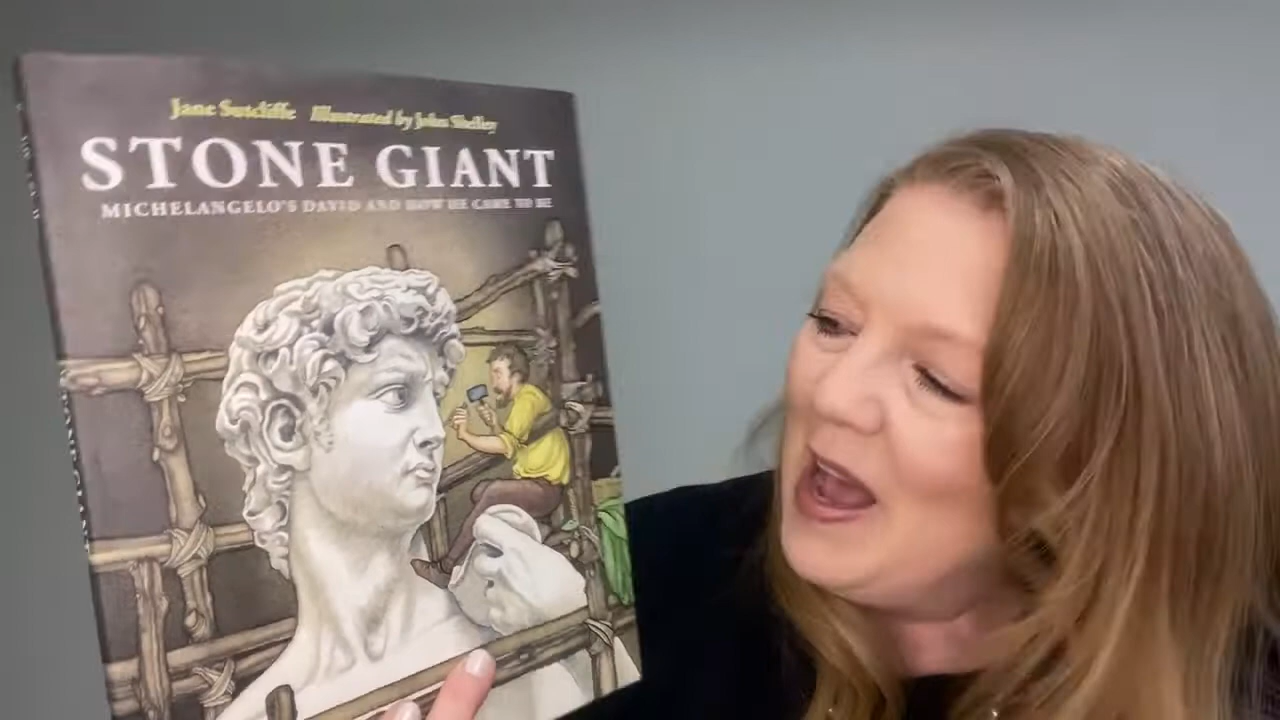 Jane Sutcliffe Illustrated by John Shelley
STONE GIANT
MICHELANGELO'S DAVID AND HOW HE CAME TO BE